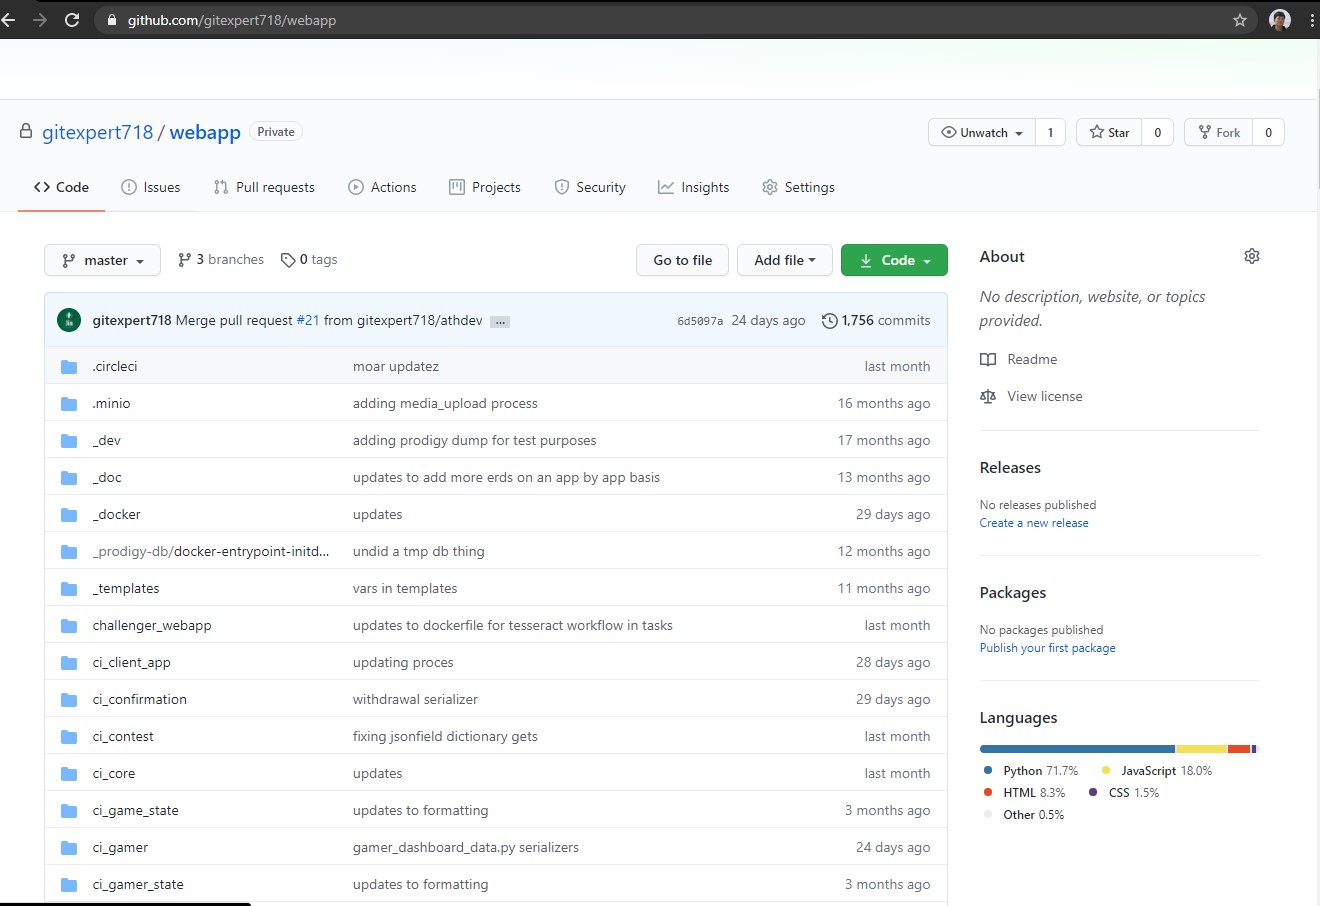 github.com/gitexpert718/webapp
gitexpert718 / webapp Private
Unwatch 1 Star 0 Fork 0
Code Issues Pull requests Actions Projects Security Insights Settings
master 3 branches 0 tags Go to file Add file Code
gitexpert718 Merge pull request #21 from gitexpert718/athdev ... 6d5097a 24 days ago 1,756 commits
.circleci moar updatez last month
.minio adding media_upload process 16 months ago
_dev adding prodigy dump for test purposes 17 months ago
_doc updates to add more erds on an app by app basis 13 months ago
_docker updates 29 days ago
_prodigy-db/docker-entrypoint-initd... undid a tmp db thing 12 months ago
_templates vars in templates 11 months ago
challenger_webapp updates to dockerfile for tesseract workflow in tasks last month
ci_client_app updating proces 28 days ago
ci_confirmation withdrawal serializer 29 days ago
ci_contest fixing jsonfield dictionary gets last month
ci_core updates last month
ci_game_state updates to formatting 3 months ago
ci_gamer gamer_dashboard_data.py serializers 24 days ago
ci_gamer_state updates to formatting 3 months ago
About
No description, website, or topics
provided.
Readme
View license
Releases
No releases published
Create a new release
Packages
No packages published
Publish your first package
Languages
Python 71.7% JavaScript 18.0%
HTML 8.3% CSS 1.5%
Other 0.5%